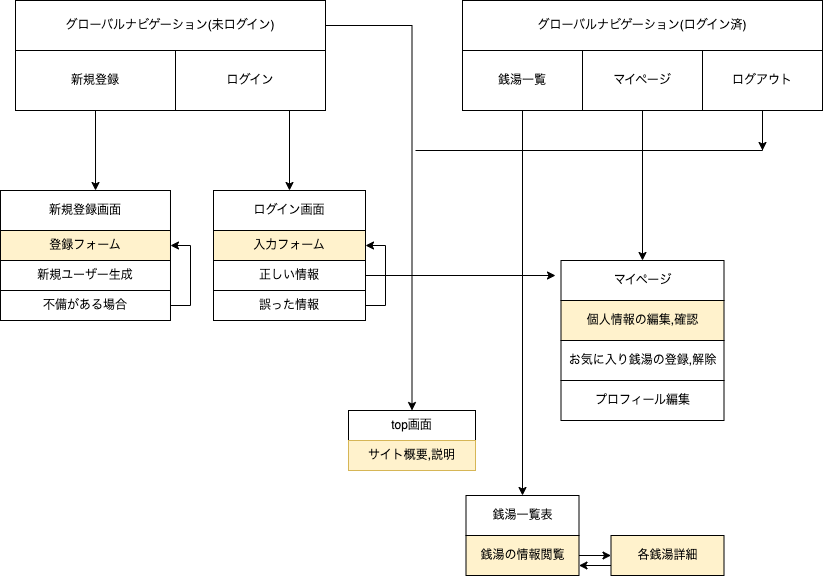 グローバルナビゲーション(未ログイン)
新規登録
ログイン
グローバルナビゲーション(ログイン済)
銭湯一覧
マイページ
ログアウト
新規登録画面
登録フォーム
新規ユーザー生成
不備がある場合
ログイン画面
入力フォーム
正しい情報
誤った情報
マイページ
個人情報の編集,確認
お気に入り銭湯の登録,解除
プロフィール編集
top画面
サイト概要,説明
銭湯一覧表
銭湯の情報閲覧
各銭湯詳細